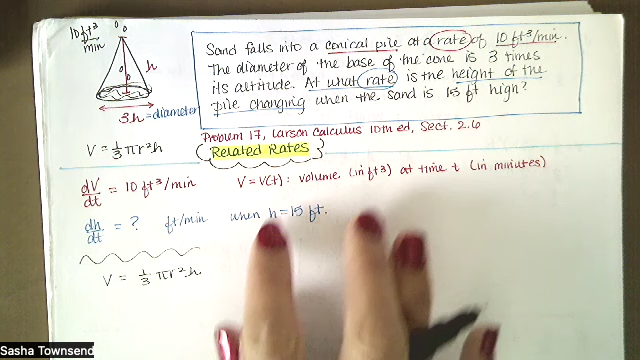 10 ft³/min
h
3h = diameter
V = 1/3 πr²h
Sand falls into a conical pile at a rate of 10 ft³/min.
The diameter of the base of the cone is 3 times
its altitude. At what rate is the height of the
pile changing when the sand is 15 ft high?
Problem 17, Larson Calculus 10th ed, Sect. 2.6
Related Rates
dV/dt = 10 ft³/min V = V(t): volume (in ft³) at time t (in minutes)
dh/dt = ? ft/min when h = 15 ft.
V = 1/3 πr²·h
Sasha Townsend